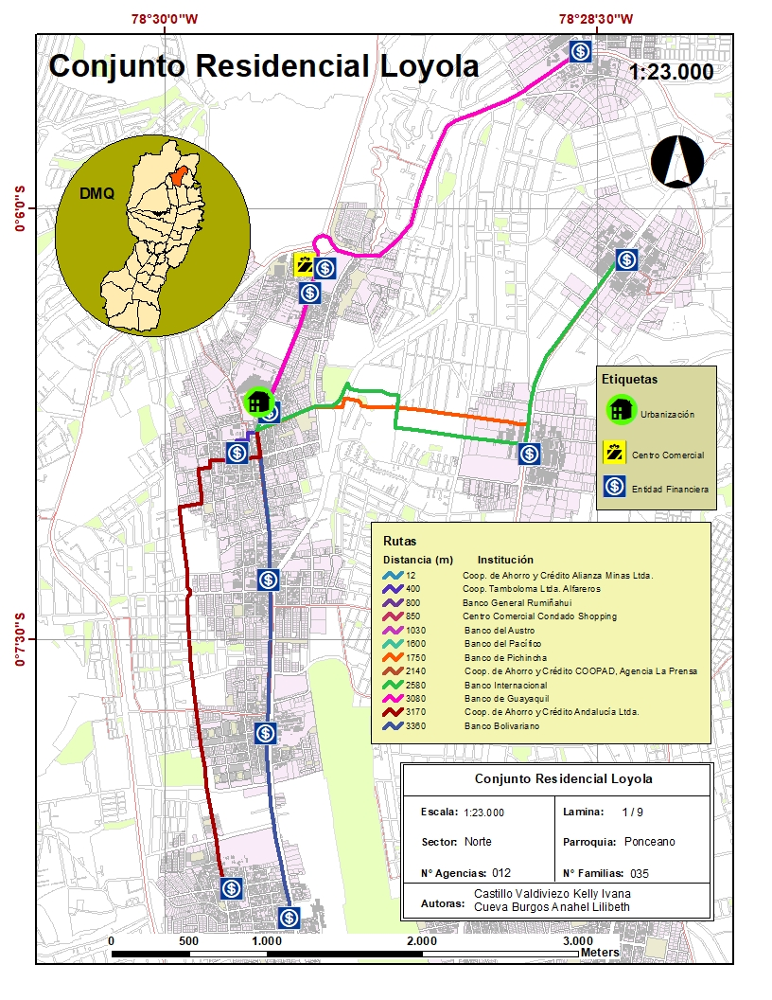 78°30'0"W
78°28'30"W
Conjunto Residencial Loyola
1:23.000
DMQ
0°6'0"S
Etiquetas
Urbanización
Centro Comercial
Entidad Financiera
Rutas
Distancia (m) Institución
12 Coop. de Ahorro y Crédito Alianza Minas Ltda.
400 Coop. Tamboloma Ltda. Alfareros
800 Banco General Rumiñahui
850 Centro Comercial Condado Shopping
1030 Banco del Austro
1600 Banco del Pacífico
1750 Banco de Pichincha
2140 Coop. de Ahorro y Crédito COOPAD, Agencia La Prensa
2580 Banco Internacional
3080 Banco de Guayaquil
3170 Coop. de Ahorro y Crédito Andalucía Ltda.
3360 Banco Bolivariano
0°7'30"S
Conjunto Residencial Loyola
Escala: 1:23.000 Lamina: 1 / 9
Sector: Norte Parroquia: Ponceano
N° Agencias: 012 N° Familias: 035
Autoras: Castillo Valdiviezo Kelly Ivana
Cueva Burgos Anahel Lilibeth
0 500 1.000 2.000 3.000
Meters